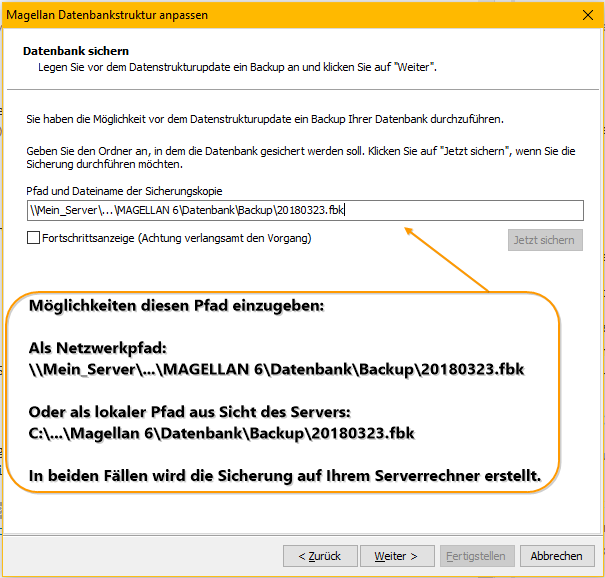 Magellan Datenbankstruktur anpassen
Datenbank sichern
Legen Sie vor dem Datenstrukturupdate ein Backup an und klicken Sie auf "Weiter".
Sie haben die Möglichkeit vor dem Datenstrukturupdate ein Backup Ihrer Datenbank durchzuführen.
Geben Sie den Ordner an, in dem die Datenbank gesichert werden soll. Klicken Sie auf "Jetzt sichern", wenn Sie die
Sicherung durchführen möchten.
Pfad und Dateiname der Sicherungskopie
\\Mein_Server\...\MAGELLAN 6\Datenbank\Backup\20180323.fbk
Fortschrittsanzeige (Achtung verlangsamt den Vorgang)
Jetzt sichern
Möglichkeiten diesen Pfad einzugeben:
Als Netzwerkpfad:
\\Mein_Server\...\MAGELLAN 6\Datenbank\Backup\20180323.fbk
Oder als lokaler Pfad aus Sicht des Servers:
C:\...\Magellan 6\Datenbank\Backup\20180323.fbk
In beiden Fällen wird die Sicherung auf Ihrem Serverrechner erstellt.
< Zurück
Weiter >
Fertigstellen
Abbrechen